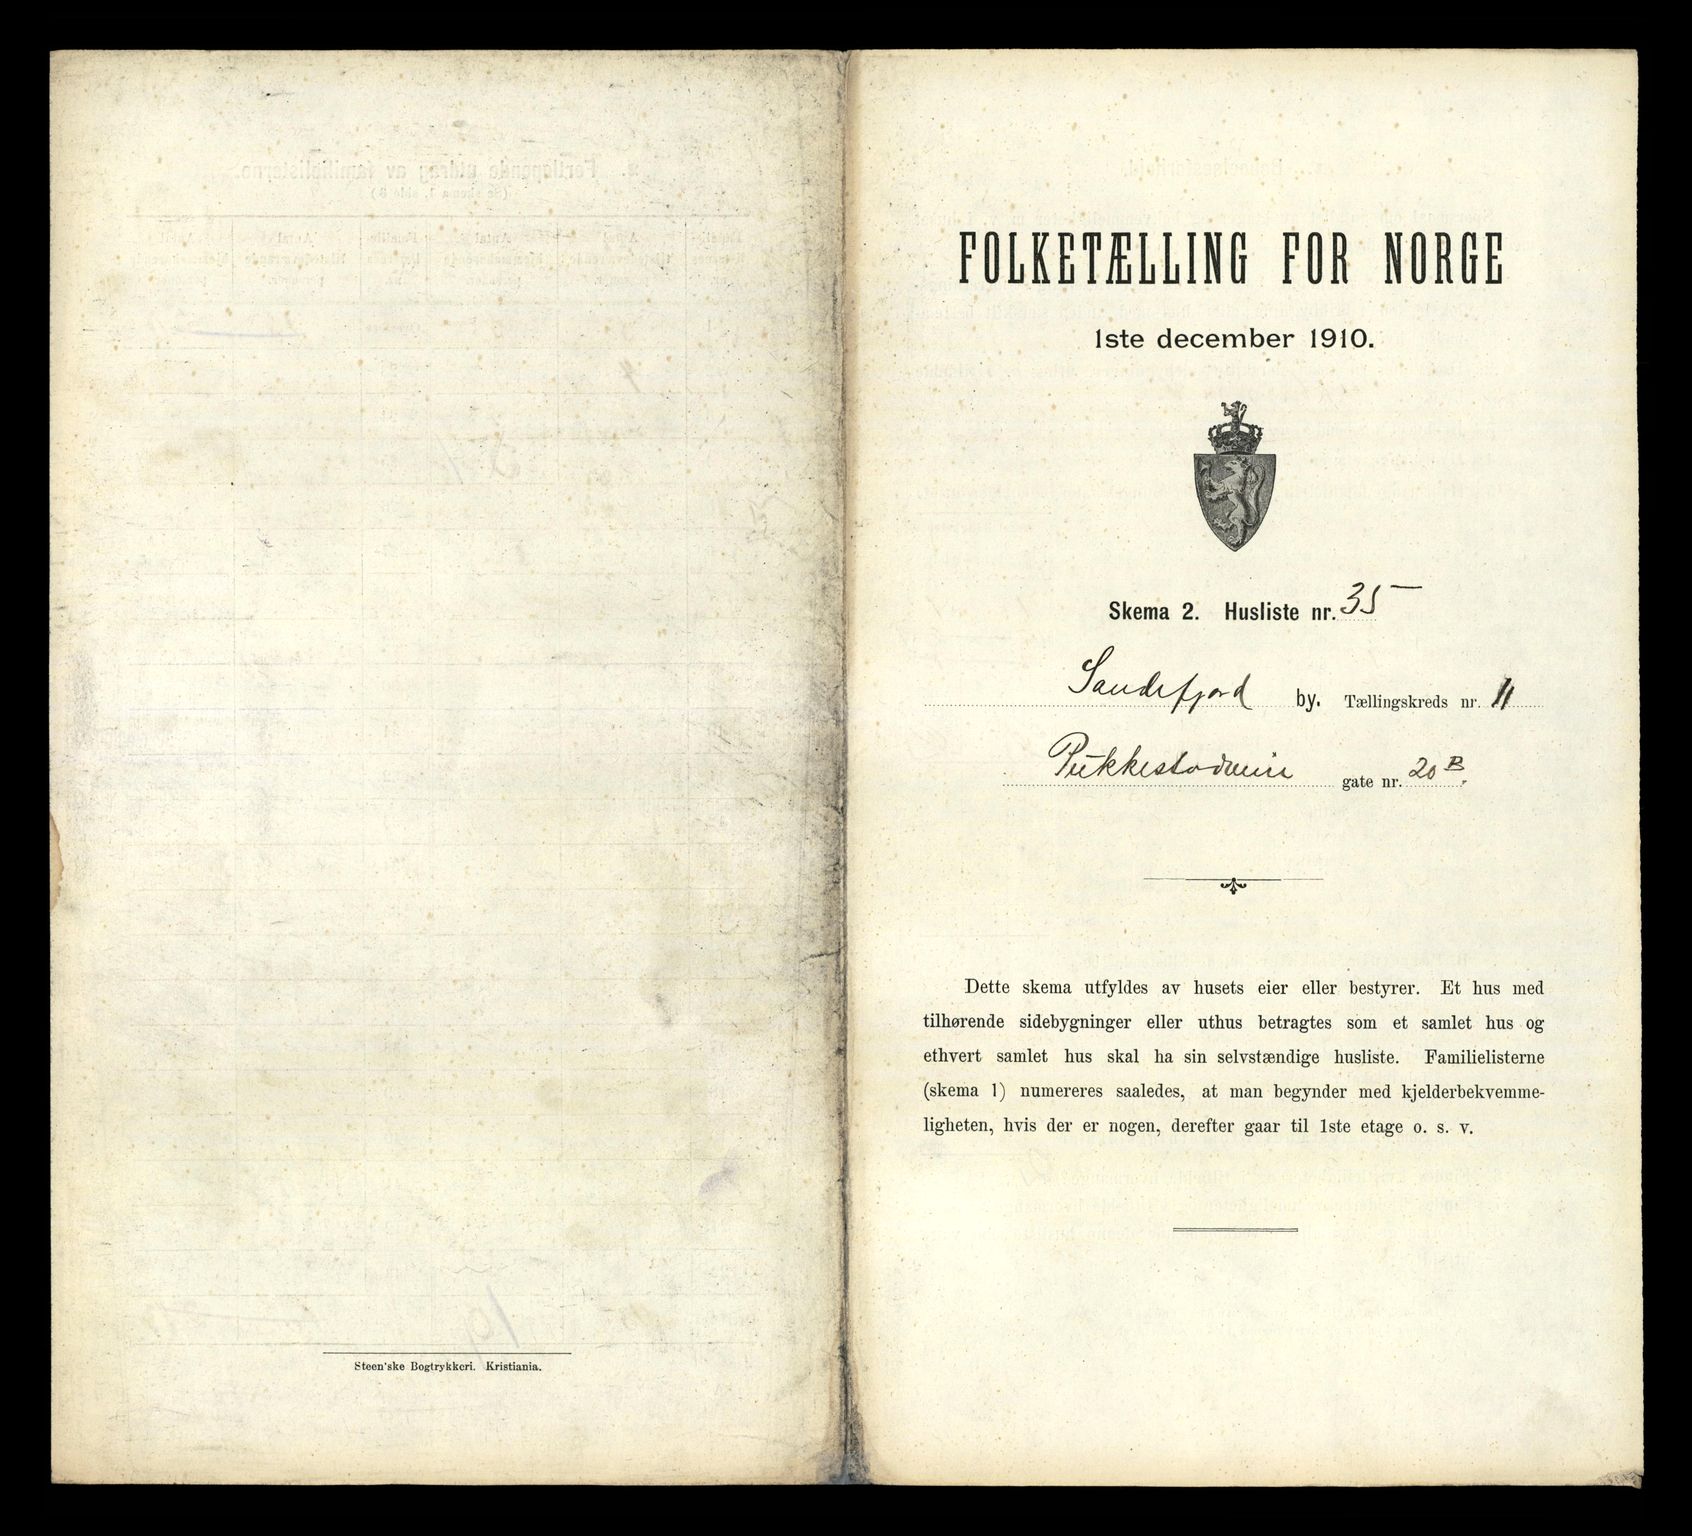 Steen'ske Bogtrykkeri. Kristiania.
FOLKETÆLLING FOR NORGE
1ste december 1910.
Skema 2. Husliste nr. 35
Sandefjord by. Tællingskreds nr. 11
Pukkestadveien gate nr. 20 B.
Dette skema utfyldes av husets eier eller bestyrer. Et hus med
tilhørende sidebygninger eller uthus betragtes som et samlet hus og
ethvert samlet hus skal ha sin selvstændige husliste. Familielisterne
(skema 1) numereres saaledes, at man begynder med kjelderbekvemme-
ligheten, hvis der er nogen, derefter gaar til 1ste etage o. s. v.